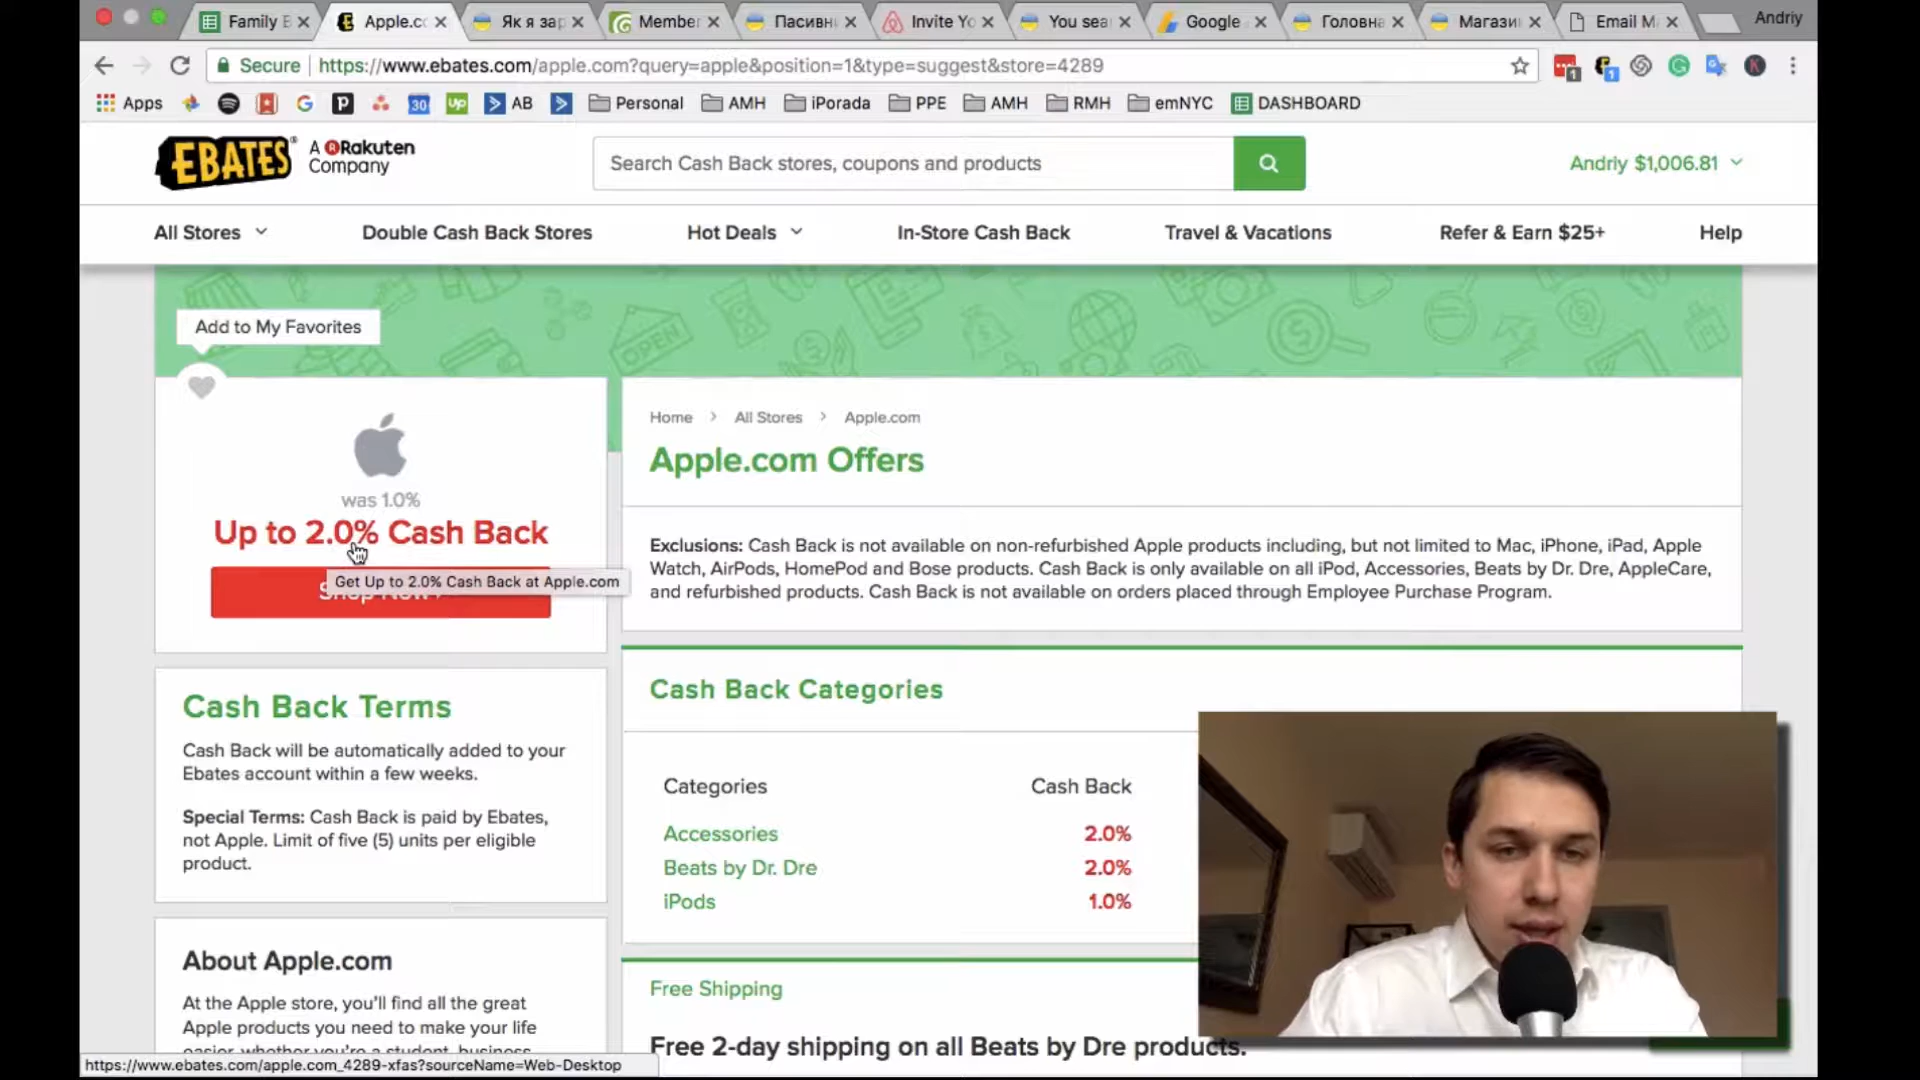 Family E
Apple.co
Як я зар
Member
Пасивн
Invite Yo
You sea
Google
Головна
Магази
Email M
Andriy
Secure
https://www.ebates.com/apple.com?query=apple&position=1&type=suggest&store=4289
Apps
30
Up
AB
Personal
AMH
iPorada
PPE
AMH
RMH
emNYC
DASHBOARD
EBATES
A Rakuten
Company
Search Cash Back stores, coupons and products
Andriy $1,006.81
All Stores
Double Cash Back Stores
Hot Deals
In-Store Cash Back
Travel & Vacations
Refer & Earn $25+
Help
OPEN
Add to My Favorites
was 1.0%
Up to 2.0% Cash Back
Get Up to 2.0% Cash Back at Apple.com
Shop Now
Cash Back Terms
Cash Back will be automatically added to your
Ebates account within a few weeks.
Special Terms: Cash Back is paid by Ebates,
not Apple. Limit of five (5) units per eligible
product.
About Apple.com
At the Apple store, you'll find all the great
Apple products you need to make your life
easier, whether you're a student, business
https://www.ebates.com/apple.com_4289-xfas?sourceName=Web-Desktop
Home > All Stores > Apple.com
Apple.com Offers
Exclusions: Cash Back is not available on non-refurbished Apple products including, but not limited to Mac, iPhone, iPad, Apple
Watch, AirPods, HomePod and Bose products. Cash Back is only available on all iPod, Accessories, Beats by Dr. Dre, AppleCare,
and refurbished products. Cash Back is not available on orders placed through Employee Purchase Program.
Cash Back Categories
Categories Cash Back
Accessories 2.0%
Beats by Dr. Dre 2.0%
iPods 1.0%
Free Shipping
Free 2-day shipping on all Beats by Dre products.